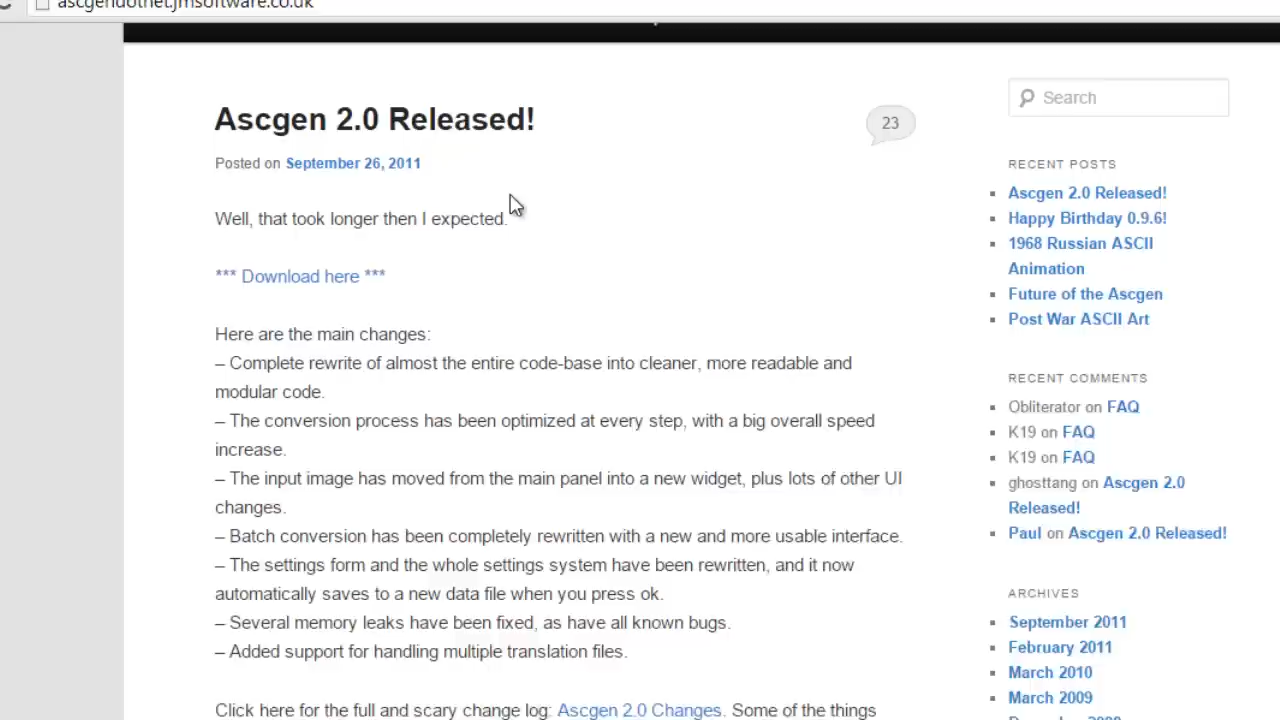 ascgendotnet.jmsoftware.co.uk
Ascgen 2.0 Released!
23
Posted on September 26, 2011
Well, that took longer then I expected.
*** Download here ***
Here are the main changes:
– Complete rewrite of almost the entire code-base into cleaner, more readable and
modular code.
– The conversion process has been optimized at every step, with a big overall speed
increase.
– The input image has moved from the main panel into a new widget, plus lots of other UI
changes.
– Batch conversion has been completely rewritten with a new and more usable interface.
– The settings form and the whole settings system have been rewritten, and it now
automatically saves to a new data file when you press ok.
– Several memory leaks have been fixed, as have all known bugs.
– Added support for handling multiple translation files.
Click here for the full and scary change log: Ascgen 2.0 Changes. Some of the things
Search
RECENT POSTS
Ascgen 2.0 Released!
Happy Birthday 0.9.6!
1968 Russian ASCII
Animation
Future of the Ascgen
Post War ASCII Art
RECENT COMMENTS
Obliterator on FAQ
K19 on FAQ
K19 on FAQ
ghosttang on Ascgen 2.0
Released!
Paul on Ascgen 2.0 Released!
ARCHIVES
September 2011
February 2011
March 2010
March 2009